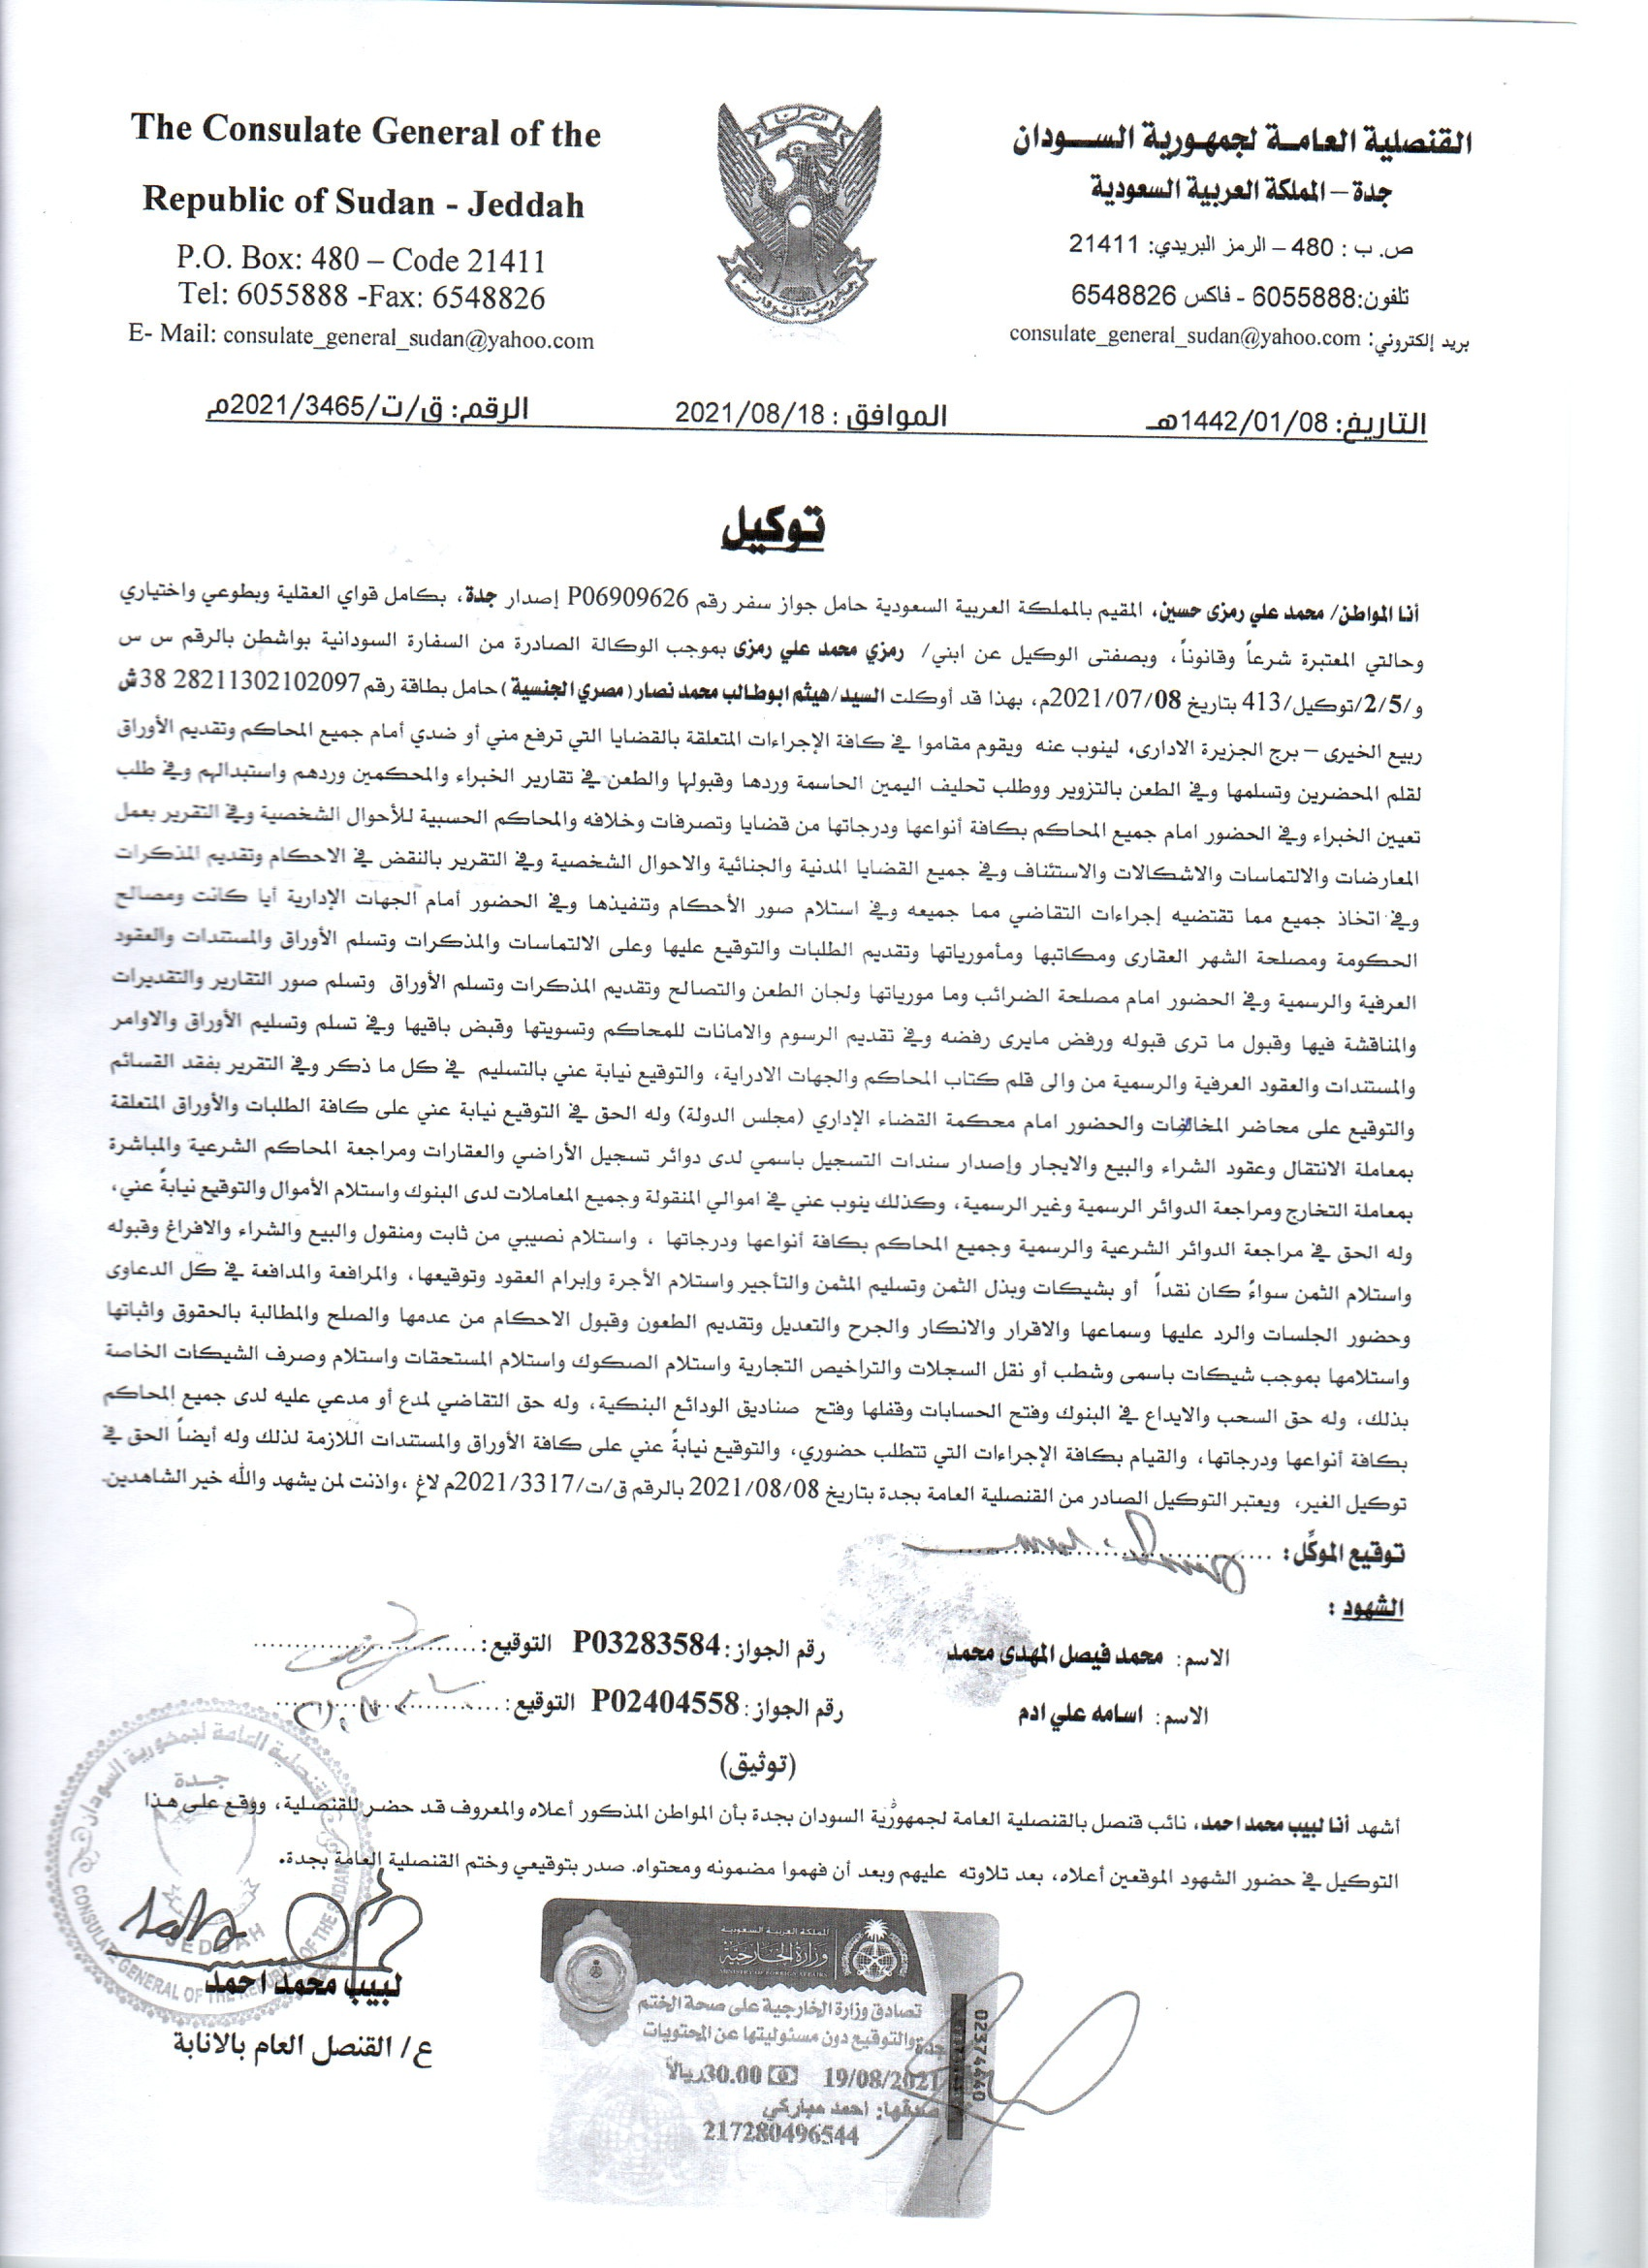 The Consulate General of the
Republic of Sudan - Jeddah
P.O. Box: 480 – Code 21411
Tel: 6055888 -Fax: 6548826
E- Mail: consulate_general_sudan@yahoo.com
القنصلية العامة لجمهورية السودان
جدة – المملكة العربية السعودية
ص. ب : 480 – الرمز البريدي: 21411
تلفون:6055888 - فاكس 6548826
بريد إلكتروني: consulate_general_sudan@yahoo.com
التاريخ: 1442/01/08هـ الموافق : 2021/08/18 الرقم: ق/ت/2021/3465م
توكيل
أنا المواطن/ محمد علي رمزى حسين، المقيم بالمملكة العربية السعودية حامل جواز سفر رقم P06909626 إصدار جدة، بكامل قواي العقلية وبطوعي واختياري
وحالتي المعتبرة شرعاً وقانوناً، وبصفتى الوكيل عن ابني/ رمزي محمد علي رمزى بموجب الوكالة الصادرة من السفارة السودانية بواشطن بالرقم س س
و/2/5/توكيل/413 بتاريخ 2021/07/08م، بهذا قد أوكلت السيد/هيثم ابوطالب محمد نصار( مصري الجنسية ) حامل بطاقة رقم 28211302102097 38ش
ربيع الخيرى – برج الجزيرة الادارى، لينوب عنه ويقوم مقاموا في كافة الإجراءات المتعلقة بالقضايا التي ترفع مني أو ضدي أمام جميع المحاكم وتقديم الأوراق
لقلم المحضرين وتسلمها وفي الطعن بالتزوير ووطلب تحليف اليمين الحاسمة وردها وقبولها والطعن في تقارير الخبراء والمحكمين وردهم واستبدالهم وفي طلب
تعيين الخبراء وفي الحضور امام جميع المحاكم بكافة أنواعها ودرجاتها من قضايا وتصرفات وخلافه والمحاكم الحسبية للأحوال الشخصية وفي التقرير بعمل
المعارضات والالتماسات والاشكالات والاستئناف وفي جميع القضايا المدنية والجنائية والاحوال الشخصية وفي التقرير بالنقض في الاحكام وتقديم المذكرات
وفي اتخاذ جميع مما تقتضيه إجراءات التقاضي مما جميعه وفي استلام صور الأحكام وتنفيذها وفي الحضور أمام الجهات الإدارية أيا كانت ومصالح
الحكومة ومصلحة الشهر العقارى ومكاتبها ومأمورياتها وتقديم الطلبات والتوقيع عليها وعلى الالتماسات والمذكرات وتسلم الأوراق والمستندات والعقود
العرفية والرسمية وفي الحضور امام مصلحة الضرائب وما مورياتها ولجان الطعن والتصالح وتقديم المذكرات وتسلم الأوراق وتسلم صور التقارير والتقديرات
والمناقشة فيها وقبول ما ترى قبوله ورفض مايرى رفضه وفي تقديم الرسوم والامانات للمحاكم وتسويتها وقبض باقيها وفي تسلم وتسليم الأوراق والاوامر
والمستندات والعقود العرفية والرسمية من والى قلم كتاب المحاكم والجهات الادراية، والتوقيع نيابة عني بالتسليم في كل ما ذكر وفي التقرير بفقد القسائم
والتوقيع على محاضر المخالفات والحضور امام محكمة القضاء الإداري (مجلس الدولة) وله الحق في التوقيع نيابة عني على كافة الطلبات والأوراق المتعلقة
بمعاملة الانتقال وعقود الشراء والبيع والايجار وإصدار سندات التسجيل باسمي لدى دوائر تسجيل الأراضي والعقارات ومراجعة المحاكم الشرعية والمباشرة
بمعاملة التخارج ومراجعة الدوائر الرسمية وغير الرسمية، وكذلك ينوب عني في اموالي المنقولة وجميع المعاملات لدى البنوك واستلام الأموال والتوقيع نيابةً عني،
وله الحق في مراجعة الدوائر الشرعية والرسمية وجميع المحاكم بكافة أنواعها ودرجاتها ، واستلام نصيبي من ثابت ومنقول والبيع والشراء والافراغ وقبوله
واستلام الثمن سواءً كان نقداً أو بشيكات وبذل الثمن وتسليم المثمن والتأجير واستلام الأجرة وإبرام العقود وتوقيعها، والمرافعة والمدافعة في كل الدعاوى
وحضور الجلسات والرد عليها وسماعها والاقرار والانكار والجرح والتعديل وتقديم الطعون وقبول الاحكام من عدمها والصلح والمطالبة بالحقوق واثباتها
واستلامها بموجب شيكات باسمى وشطب أو نقل السجلات والتراخيص التجارية واستلام الصكوك واستلام المستحقات واستلام وصرف الشيكات الخاصة
بذلك، وله حق السحب والايداع في البنوك وفتح الحسابات وقفلها وفتح صناديق الودائع البنكية، وله حق التقاضي لمدع أو مدعي عليه لدى جميع المحاكم
بكافة أنواعها ودرجاتها، والقيام بكافة الإجراءات التي تتطلب حضوري، والتوقيع نيابةً عني على كافة الأوراق والمستندات اللازمة لذلك وله أيضاً الحق في
توكيل الغير، ويعتبر التوكيل الصادر من القنصلية العامة بجدة بتاريخ 2021/08/08 بالرقم ق/ت/2021/3317م لاغٍ ،واذنت لمن يشهد والله خير الشاهدين.
توقيع الموكِّل:
الشهود :
الاسم: محمد فيصل المهدى محمد رقم الجواز: P03283584 التوقيع:
الاسم: اسامه علي ادم رقم الجواز: P02404558 التوقيع:
(توثيق)
أشهد أنا لبيب محمد احمد، نائب قنصل بالقنصلية العامة لجمهورية السودان بجدة بأن المواطن المذكور أعلاه والمعروف قد حضر للقنصلية، ووقع على هذا
التوكيل في حضور الشهود الموقعين أعلاه، بعد تلاوته عليهم وبعد أن فهموا مضمونه ومحتواه. صدر بتوقيعي وختم القنصلية العامة بجدة.
لبيب محمد احمد
ع/ القنصل العام بالانابة
القنصلية العامة لجمهورية السودان
جدة
JEDDAH
CONSULATE GENERAL OF THE REPUBLIC OF THE SUDAN
المملكة العربية السعودية
وزارة الخارجية
MINISTRY OF FOREIGN AFFAIRS
تصادق وزارة الخارجية على صحة الختم
والتوقيع دون مسئوليتها عن المحتويات
جدة
19/08/2021 30.00ريالاً
صدقها: احمد مباركي
217280496544
02374440